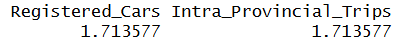 Registered_Cars Intra_Provincial_Trips
1.713577 1.713577